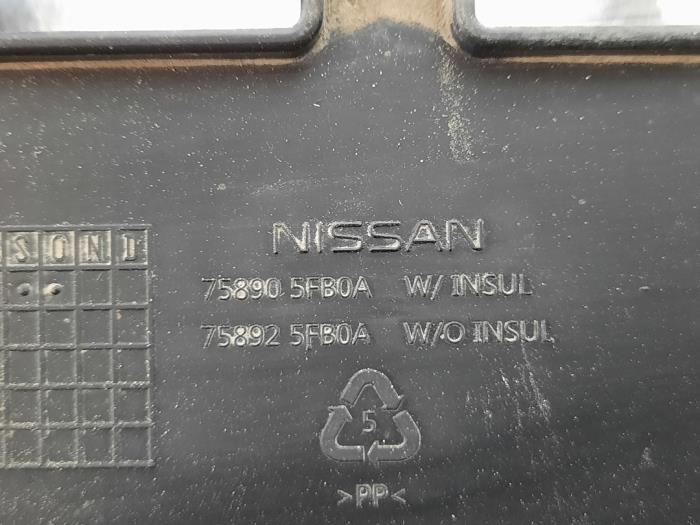 S O N D
NISSAN
75890 5FB0A W/ INSUL
75892 5FB0A W/O INSUL
5
>PP<